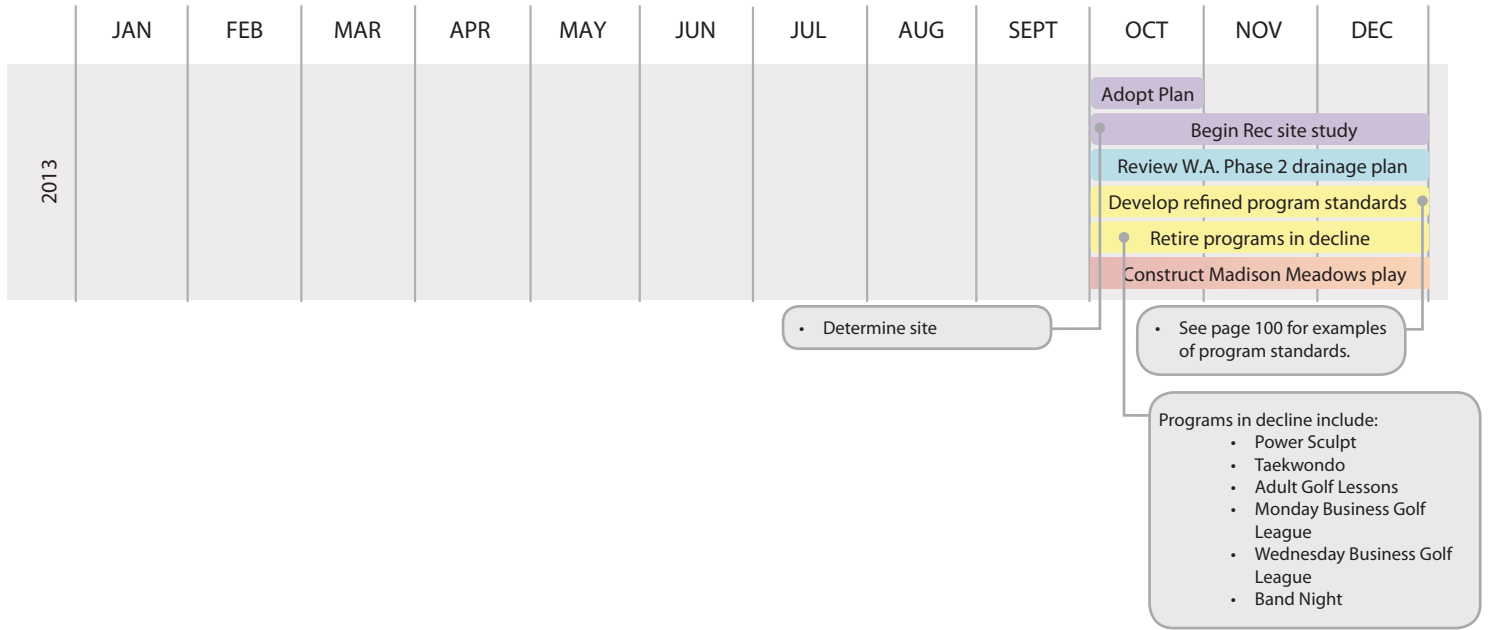 JAN FEB MAR APR MAY JUN JUL AUG SEPT OCT NOV DEC
2013
Adopt Plan
Begin Rec site study
Review W.A. Phase 2 drainage plan
Develop refined program standards
Retire programs in decline
Construct Madison Meadows play
• Determine site
• See page 100 for examples
of program standards.
Programs in decline include:
• Power Sculpt
• Taekwondo
• Adult Golf Lessons
• Monday Business Golf
League
• Wednesday Business Golf
League
• Band Night